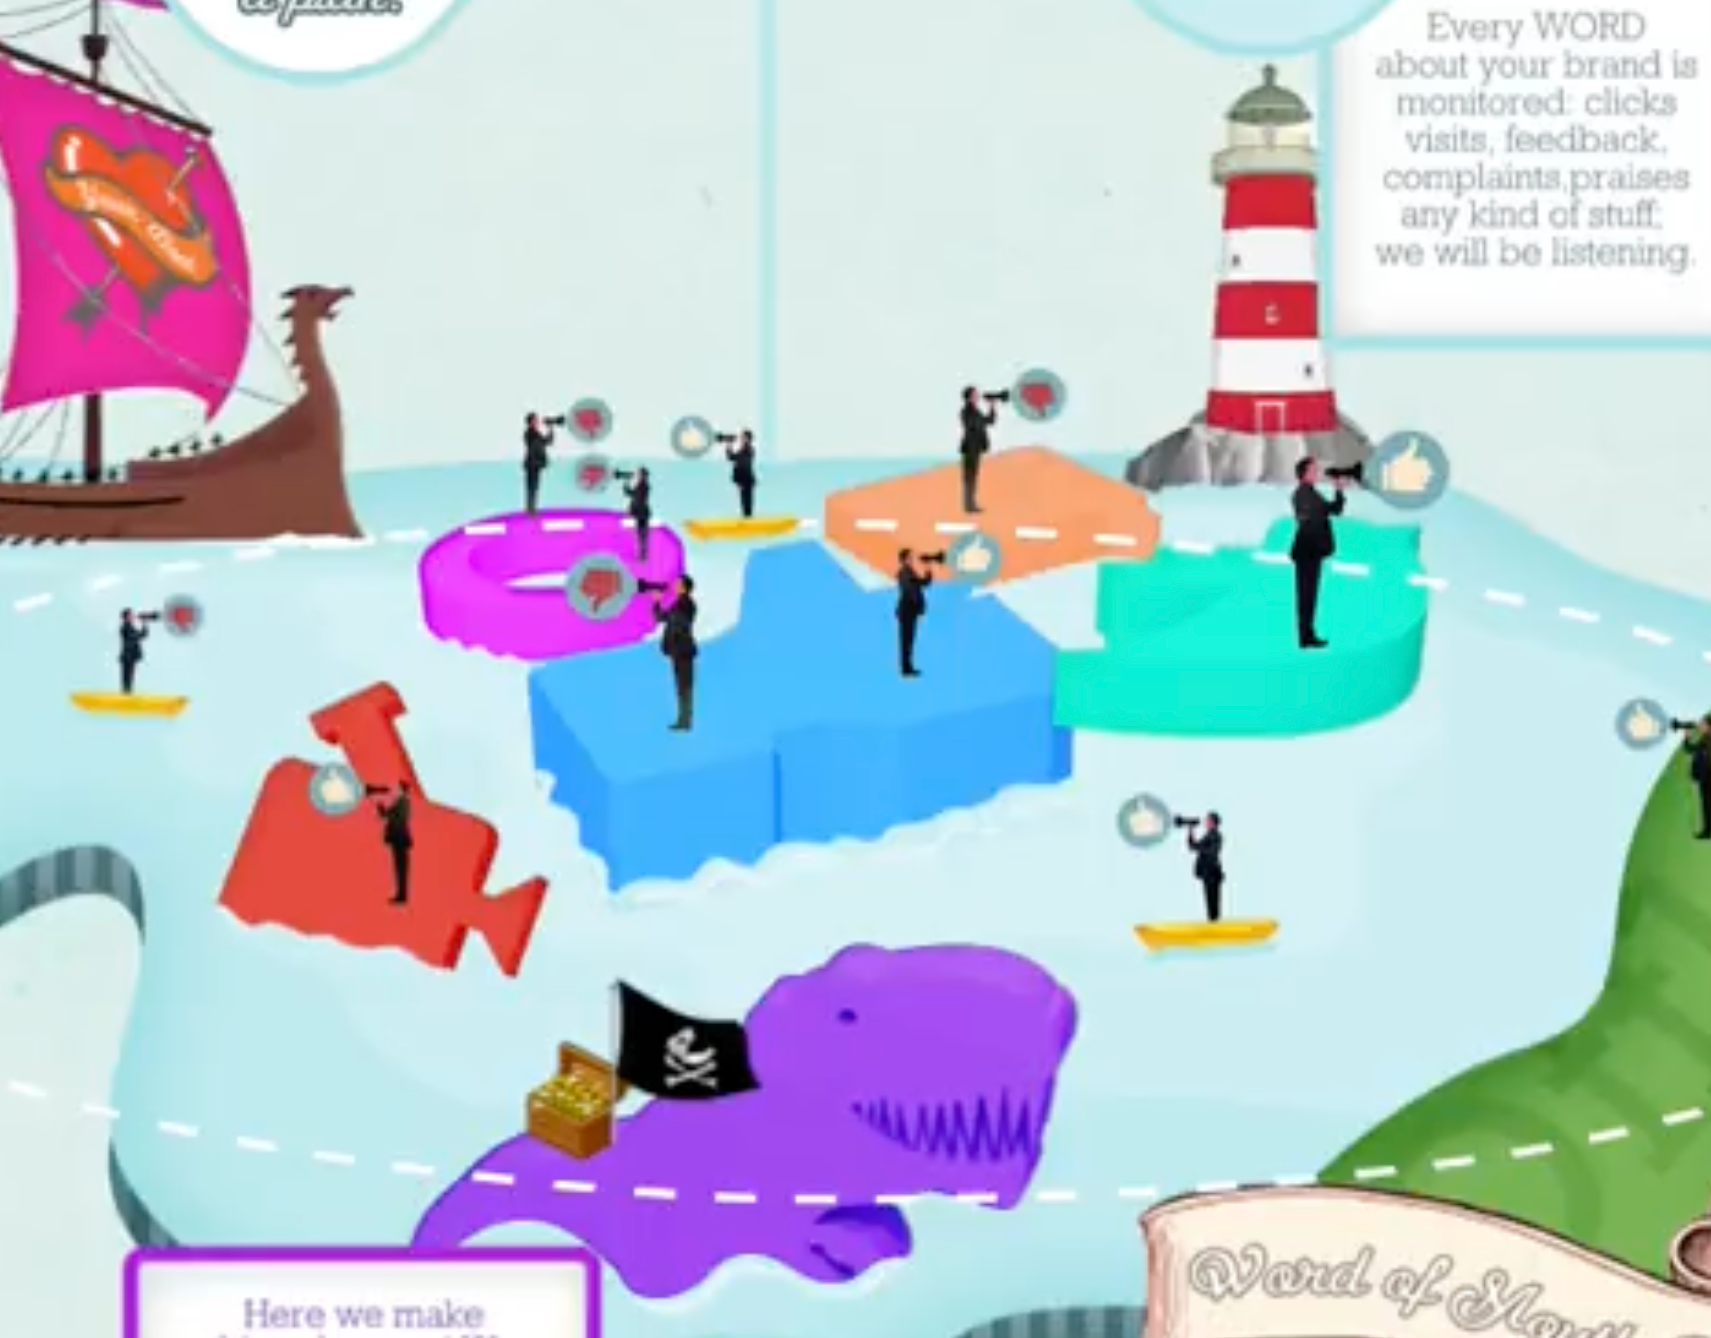 a plan.
Every WORD
about your brand is
monitored: clicks
visits, feedback,
complaints,praises
any kind of stuff;
we will be listening.
Here we make
Word of